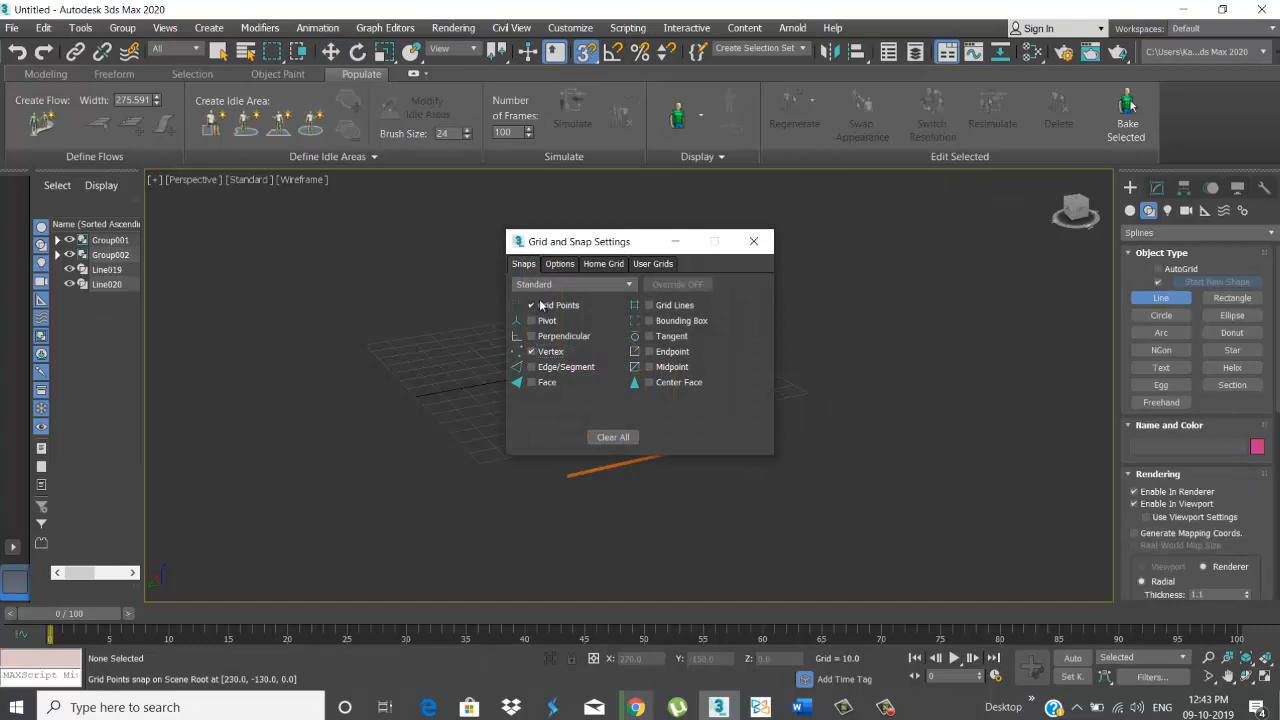 Untitled - Autodesk 3ds Max 2020
File Edit Tools Group Views Create Modifiers Animation Graph Editors Rendering Civil View Customize Scripting Interactive Content Arnold Help Sign In Workspaces: Default
All View Create Selection Set C:\Users\Ka...ds Max 2020
Modeling Freeform Selection Object Paint Populate
Create Flow: Width: 275.591 Create Idle Area: Modify Idle Areas Brush Size: 24 Number of Frames: 100 Simulate Regenerate Swap Appearance Switch Resolution Resimulate Delete Bake Selected
Define Flows Define Idle Areas Simulate Display Edit Selected
[+] [Perspective] [Standard] [Wireframe]
Select Display
Name (Sorted Ascending
Group001
Group002
Line019
Line020
Grid and Snap Settings
Snaps Options Home Grid User Grids
Standard Override OFF
Grid Points Grid Lines
Pivot Bounding Box
Perpendicular Tangent
Vertex Endpoint
Edge/Segment Midpoint
Face Center Face
Clear All
Splines
Object Type
AutoGrid
Start New Shape
Line Rectangle
Circle Ellipse
Arc Donut
NGon Star
Text Helix
Egg Section
Freehand
Name and Color
Rendering
Enable In Renderer
Enable In Viewport
Use Viewport Settings
Generate Mapping Coords.
Real-World Map Size
Viewport Renderer
Radial
Thickness: 1.1
0 / 100
0 5 10 15 20 25 30 35 40 45 50 55 60 65 70 75 80 85 90 95 100
None Selected X: 270.0 Y: -150.0 Z: 0.0 Grid = 10.0 Auto Selected
MAXScript Mi Grid Points snap on Scene Root at [230.0, -130.0, 0.0] Add Time Tag 0 Set K. Filters...
Type here to search Desktop ENG 12:43 PM 09-10-2019 4